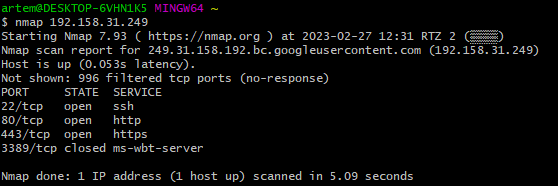 artem@DESKTOP-6VHN1K5 MINGW64 ~
$ nmap 192.158.31.249
Starting Nmap 7.93 ( https://nmap.org ) at 2023-02-27 12:31 RTZ 2 (▒▒▒▒)
Nmap scan report for 249.31.158.192.bc.googleusercontent.com (192.158.31.249)
Host is up (0.053s latency).
Not shown: 996 filtered tcp ports (no-response)
PORT     STATE  SERVICE
22/tcp   open   ssh
80/tcp   open   http
443/tcp  open   https
3389/tcp closed ms-wbt-server
Nmap done: 1 IP address (1 host up) scanned in 5.09 seconds